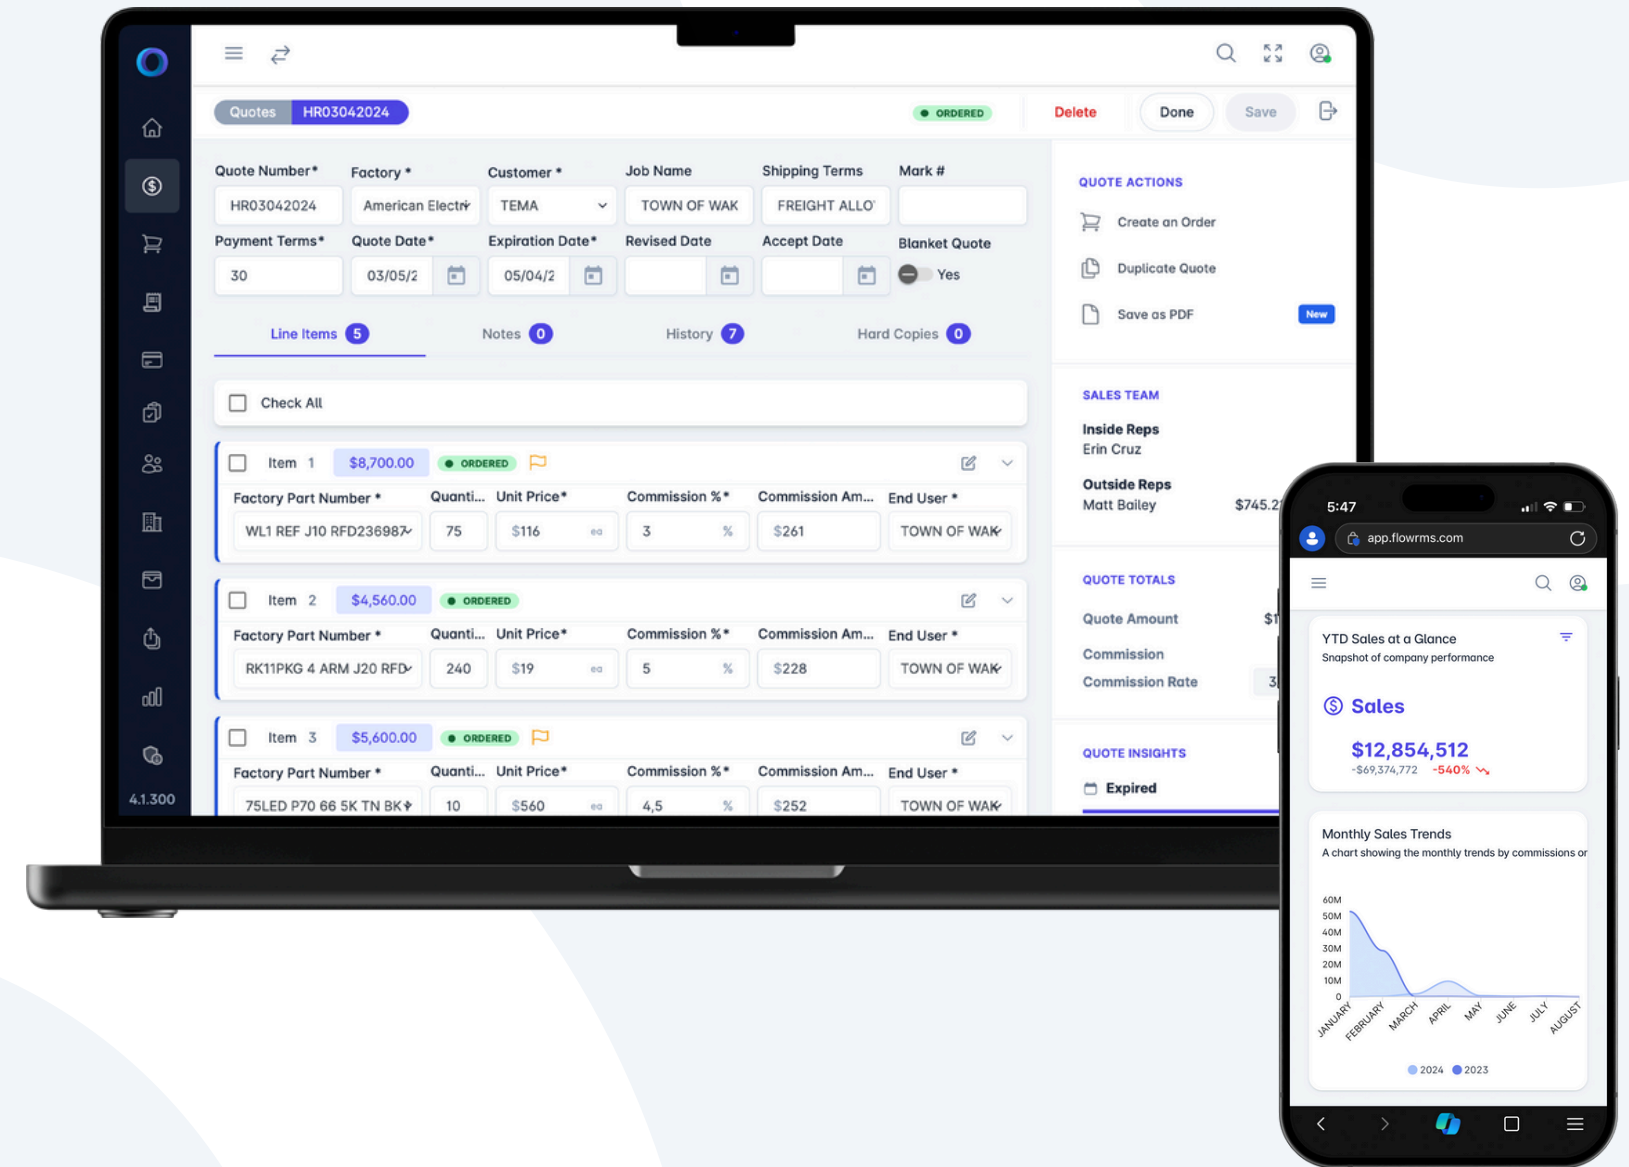 Quotes HR03042024
ORDERED
Delete
Done
Save
Quote Number* Factory * Customer * Job Name Shipping Terms Mark #
HR03042024 American Electri TEMA TOWN OF WAK FREIGHT ALLO
Payment Terms* Quote Date* Expiration Date* Revised Date Accept Date Blanket Quote
30 03/05/2 05/04/2 Yes
Line Items 5 Notes 0 History 7 Hard Copies 0
Check All
Item 1 $8,700.00 ORDERED
Factory Part Number * Quanti... Unit Price* Commission %* Commission Am... End User *
WL1 REF J10 RFD236987 75 $116 ea 3 % $261 TOWN OF WAK
Item 2 $4,560.00 ORDERED
Factory Part Number * Quanti... Unit Price* Commission %* Commission Am... End User *
RK11PKG 4 ARM J20 RFD 240 $19 ea 5 % $228 TOWN OF WAK
Item 3 $5,600.00 ORDERED
Factory Part Number * Quanti... Unit Price* Commission %* Commission Am... End User *
75LED P70 66 5K TN BK 10 $560 ea 4,5 % $252 TOWN OF WAK
4.1.300
QUOTE ACTIONS
Create an Order
Duplicate Quote
Save as PDF New
SALES TEAM
Inside Reps
Erin Cruz
Outside Reps
Matt Bailey $745.2
QUOTE TOTALS
Quote Amount $1
Commission
Commission Rate 3
QUOTE INSIGHTS
Expired
5:47
app.flowrms.com
YTD Sales at a Glance
Snapshot of company performance
Sales
$12,854,512
-$69,374,772 -540%
Monthly Sales Trends
A chart showing the monthly trends by commissions or
60M
50M
40M
30M
20M
10M
0
JANUARY FEBRUARY MARCH APRIL MAY JUNE JULY AUGUST
2024 2023